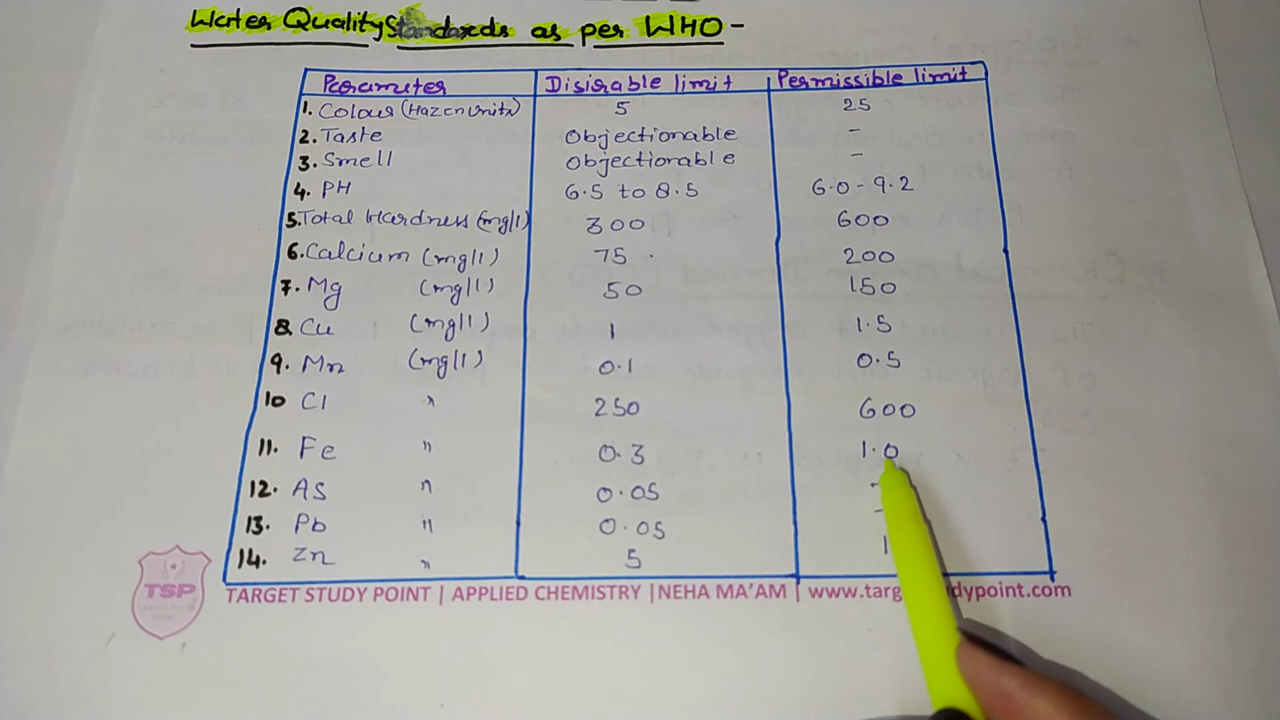 Water Quality Standards as per WHO -
Parameter Disirable limit Permissible limit
1. Colour (Hazen Units) 5 25
2. Taste Objectionable -
3. Smell Objectionable -
4. PH 6.5 to 8.5 6.0 - 9.2
5. Total Hardness (mg/l) 300 600
6. Calcium (mg/l) 75 200
7. Mg (mg/l) 50 150
8. Cu (mg/l) 1 1.5
9. Mn (mg/l) 0.1 0.5
10 Cl " 250 600
11. Fe " 0.3 1.0
12. AS " 0.05 -
13. Pb " 0.05 -
14. Zn " 5
TSP
TARGET STUDY POINT | APPLIED CHEMISTRY |NEHA MA'AM |